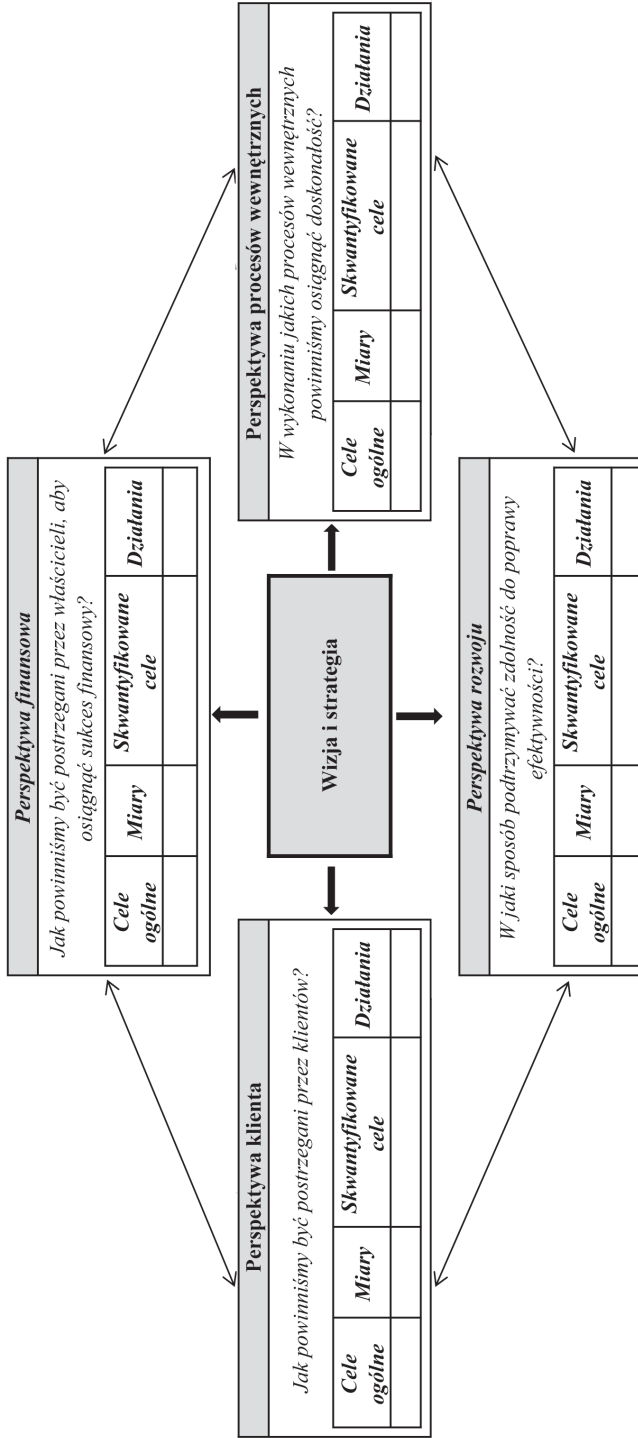 Perspektywa finansowa
Jak powinniśmy być postrzegani przez właścicieli, aby
osiągnąć sukces finansowy?
Cele
ogólne
Miary
Skwantyfikowane
cele
Działania
Perspektywa klienta
Jak powinniśmy być postrzegani przez klientów?
Cele
ogólne
Miary
Skwantyfikowane
cele
Działania
Wizja i strategia
Perspektywa procesów wewnętrznych
W wykonaniu jakich procesów wewnętrznych
powinniśmy osiągnąć doskonałość?
Cele
ogólne
Miary
Skwantyfikowane
cele
Działania
Perspektywa rozwoju
W jaki sposób podtrzymywać zdolność do poprawy
efektywności?
Cele
ogólne
Miary
Skwantyfikowane
cele
Działania